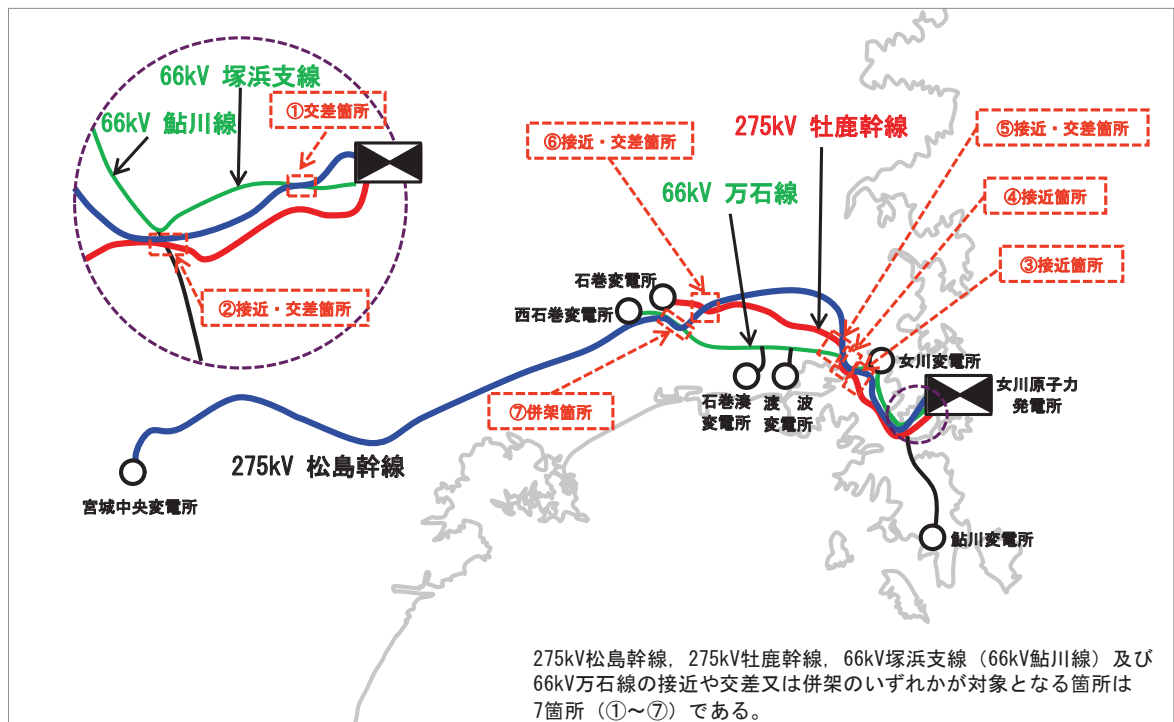 66kV 塚浜支線
66kV 鮎川線
①交差箇所
②接近・交差箇所
⑥接近・交差箇所
275kV 牡鹿幹線
⑤接近・交差箇所
66kV 万石線
④接近箇所
③接近箇所
石巻変電所
西石巻変電所
女川変電所
女川原子力
発電所
⑦併架箇所
石巻湊
変電所
渡 波
変電所
275kV 松島幹線
宮城中央変電所
鮎川変電所
275kV松島幹線，275kV牡鹿幹線，66kV塚浜支線（66kV鮎川線）及び
66kV万石線の接近や交差又は併架のいずれかが対象となる箇所は
7箇所（①～⑦）である。